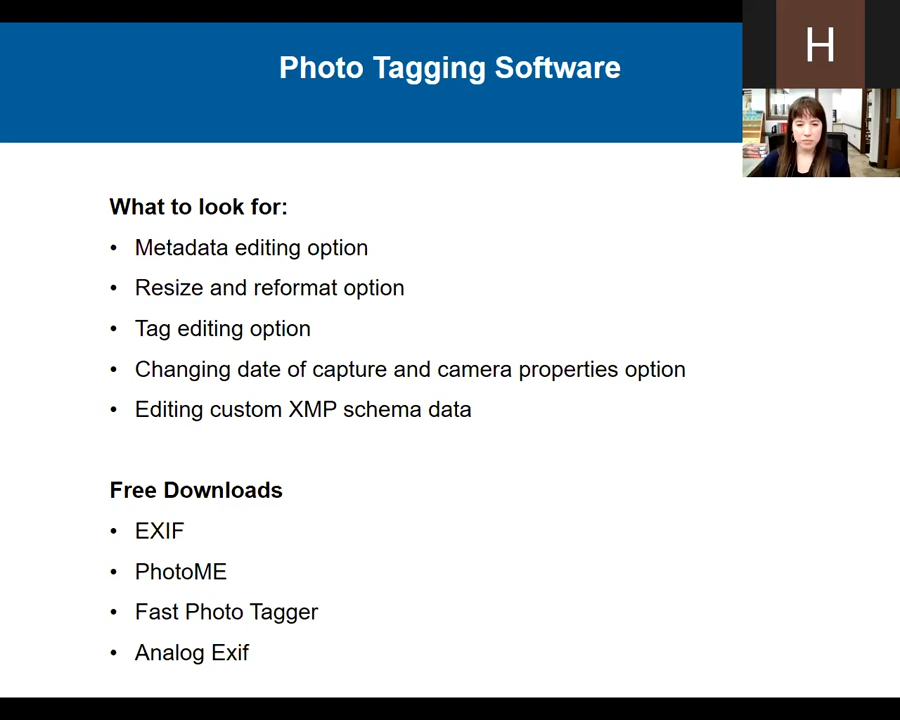 Photo Tagging Software
H
What to look for:
• Metadata editing option
• Resize and reformat option
• Tag editing option
• Changing date of capture and camera properties option
• Editing custom XMP schema data
Free Downloads
• EXIF
• PhotoME
• Fast Photo Tagger
• Analog Exif